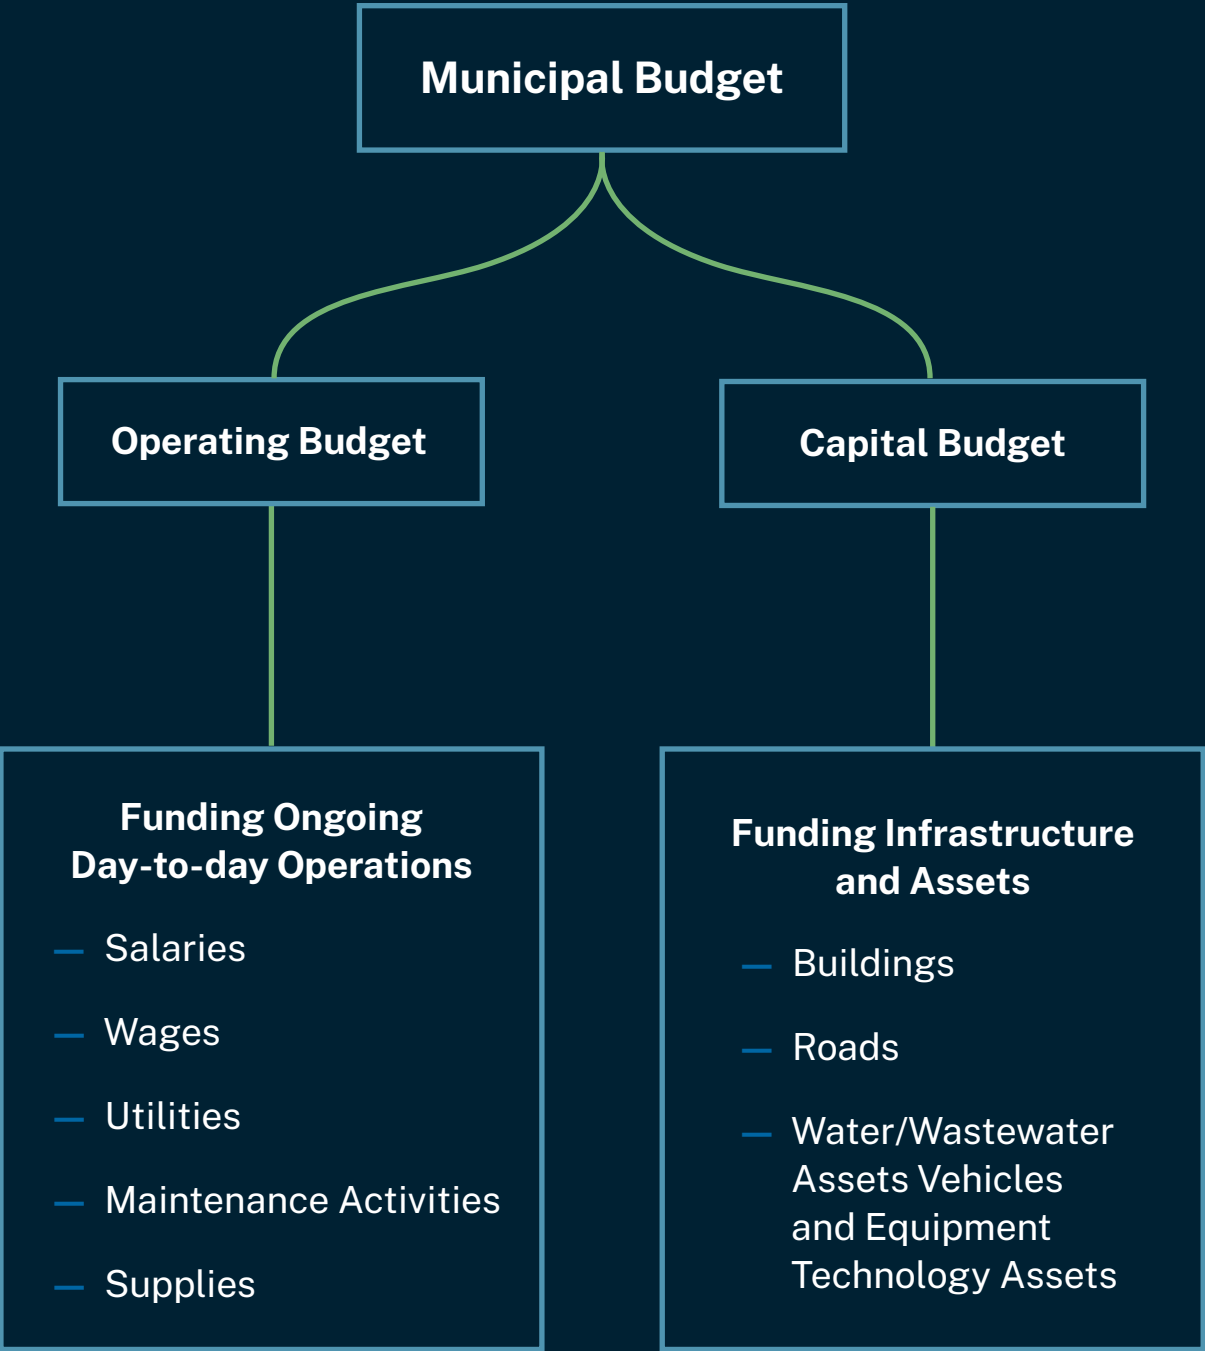 Municipal Budget
Operating Budget
Capital Budget
Funding Ongoing
Day-to-day Operations
— Salaries
— Wages
— Utilities
— Maintenance Activities
— Supplies
Funding Infrastructure
and Assets
— Buildings
— Roads
— Water/Wastewater
Assets Vehicles
and Equipment
Technology Assets